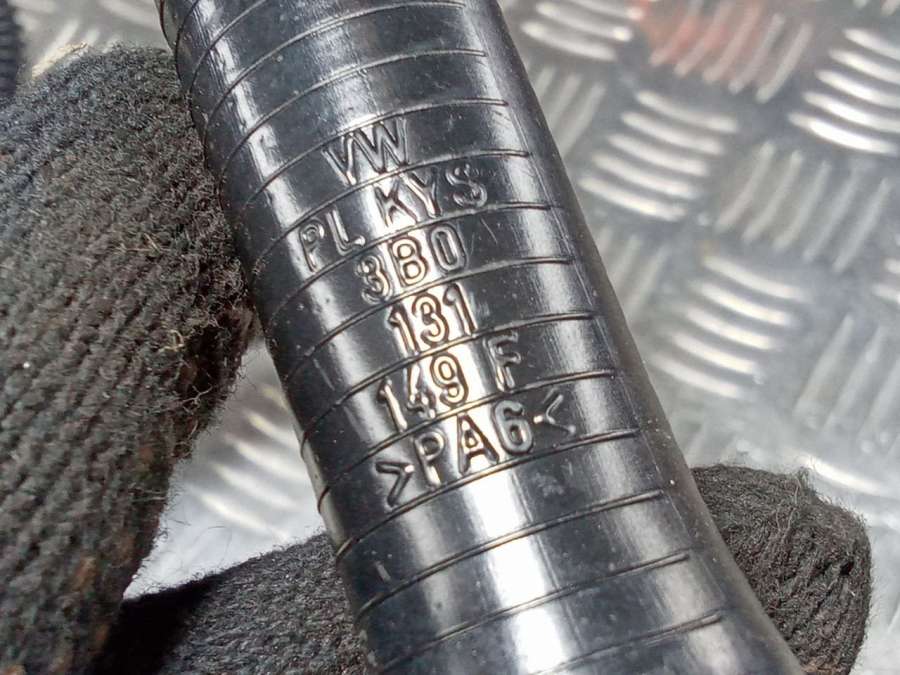 VW
PL KYS
3B0
131
149 F
>PA6<